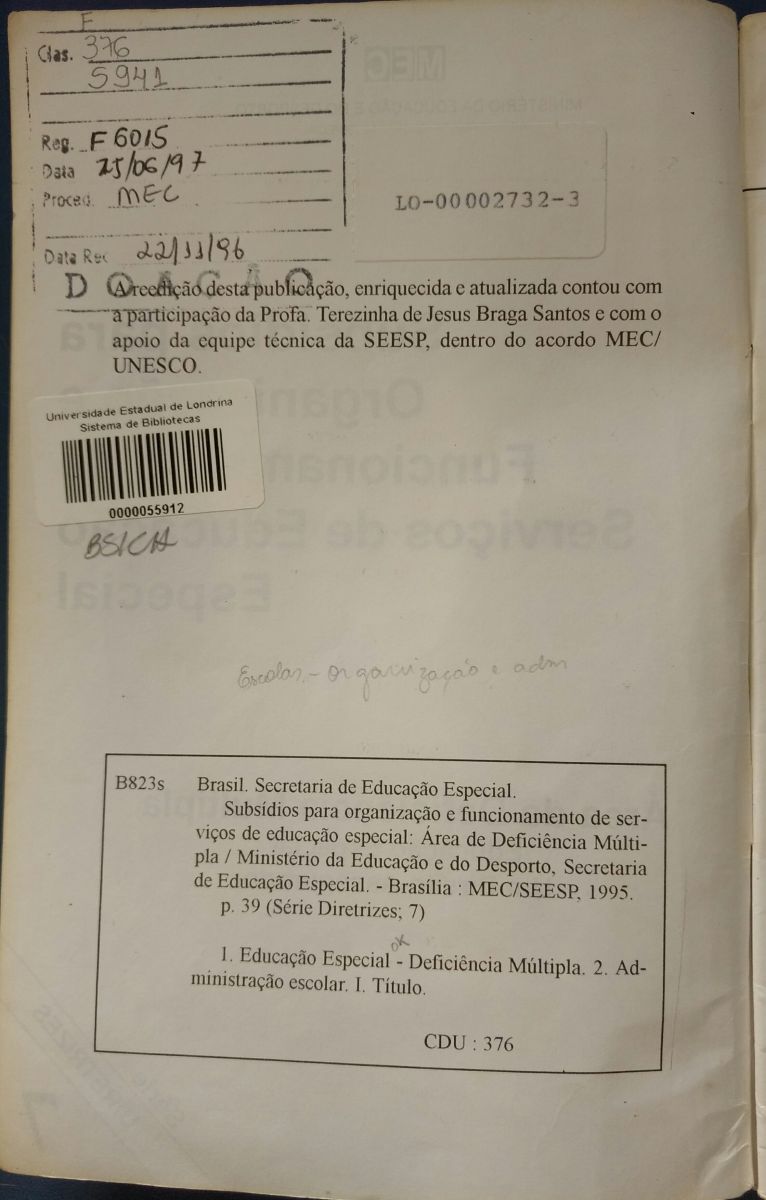 F
Clas. 376
S941
Reg. F 6015
Data 25/06/97
Proced. MEC
Data Rec 22/11/96
LO-00002732-3
DOAÇÃO
A reedição desta publicação, enriquecida e atualizada contou com
a participação da Profa. Terezinha de Jesus Braga Santos e com o
apoio da equipe técnica da SEESP, dentro do acordo MEC/
UNESCO.
Universidade Estadual de Londrina
Sistema de Bibliotecas
0000055912
Escolas - organização e adm
B823s Brasil. Secretaria de Educação Especial.
Subsídios para organização e funcionamento de ser-
viços de educação especial: Área de Deficiência Múlti-
pla / Ministério da Educação e do Desporto, Secretaria
de Educação Especial. - Brasília : MEC/SEESP, 1995.
p. 39 (Série Diretrizes; 7)
ok
1. Educação Especial - Deficiência Múltipla. 2. Ad-
ministração escolar. I. Título.
CDU : 376